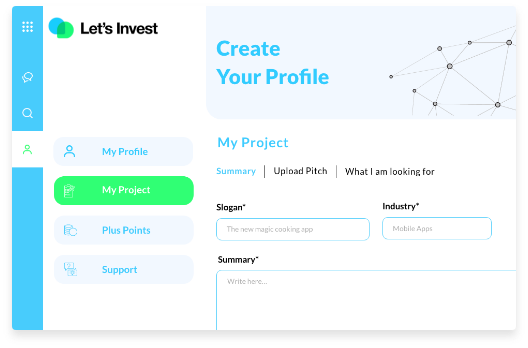 Let's Invest
Create
Your Profile
My Profile
My Project
Plus Points
Support
My Project
Summary | Upload Pitch | What I am looking for
Slogan* Industry*
The new magic cooking app Mobile Apps
Summary*
Write here...